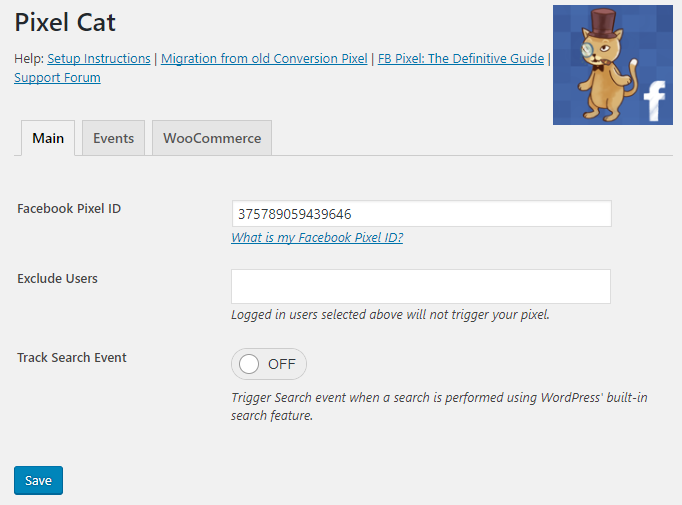 Pixel Cat
Help: Setup Instructions | Migration from old Conversion Pixel | FB Pixel: The Definitive Guide |
Support Forum
f
Main Events WooCommerce
Facebook Pixel ID 375789059439646
What is my Facebook Pixel ID?
Exclude Users
Logged in users selected above will not trigger your pixel.
Track Search Event OFF
Trigger Search event when a search is performed using WordPress' built-in
search feature.
Save